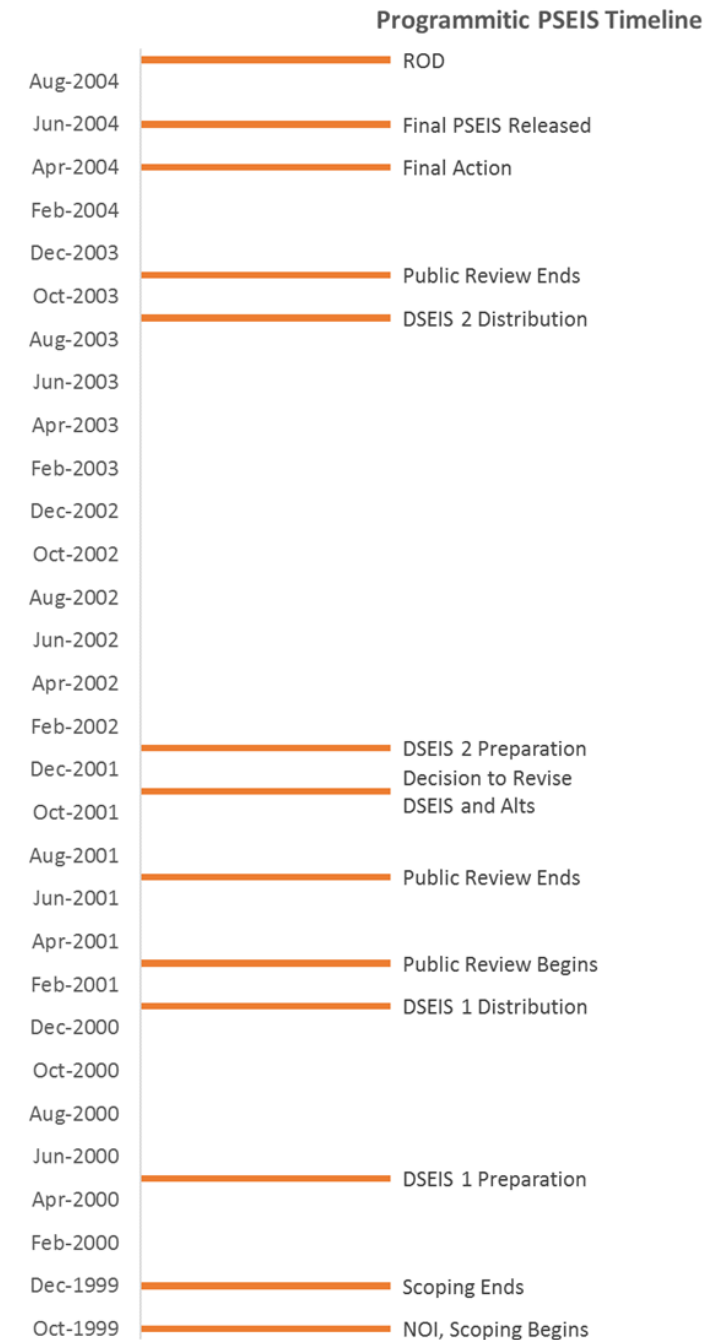 Programmitic PSEIS Timeline
ROD
Aug-2004
Jun-2004 Final PSEIS Released
Apr-2004 Final Action
Feb-2004
Dec-2003
Public Review Ends
Oct-2003
DSEIS 2 Distribution
Aug-2003
Jun-2003
Apr-2003
Feb-2003
Dec-2002
Oct-2002
Aug-2002
Jun-2002
Apr-2002
Feb-2002
DSEIS 2 Preparation
Dec-2001
Decision to Revise
DSEIS and Alts
Oct-2001
Aug-2001
Public Review Ends
Jun-2001
Apr-2001
Public Review Begins
Feb-2001
DSEIS 1 Distribution
Dec-2000
Oct-2000
Aug-2000
Jun-2000
DSEIS 1 Preparation
Apr-2000
Feb-2000
Dec-1999 Scoping Ends
Oct-1999 NOI, Scoping Begins